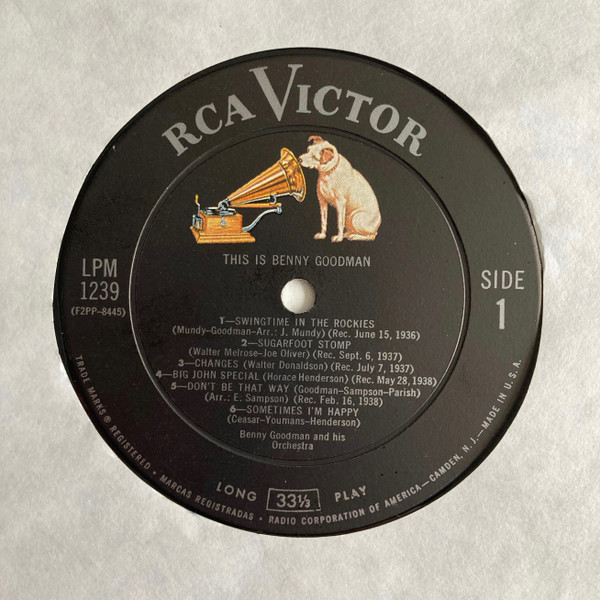 RCA VICTOR
THIS IS BENNY GOODMAN
LPM
1239
(F2PP-8445)
SIDE
1
1—SWINGTIME IN THE ROCKIES
(Mundy-Goodman-Arr.: J. Mundy) (Rec. June 15, 1936)
2—SUGARFOOT STOMP
(Walter Melrose-Joe Oliver) (Rec. Sept. 6, 1937)
3—CHANGES (Walter Donaldson) (Rec. July 7, 1937)
4—BIG JOHN SPECIAL (Horace Henderson) (Rec. May 28, 1938)
5—DON'T BE THAT WAY (Goodman-Sampson-Parish)
(Arr.: E. Sampson) (Rec. Feb. 16, 1938)
6—SOMETIMES I'M HAPPY
(Ceasar-Youmans-Henderson)
Benny Goodman and his
Orchestra
LONG 33⅓ PLAY
TRADE MARKS ® REGISTERED • MARCAS REGISTRADAS • RADIO CORPORATION OF AMERICA—CAMDEN, N.J.—MADE IN U.S.A.